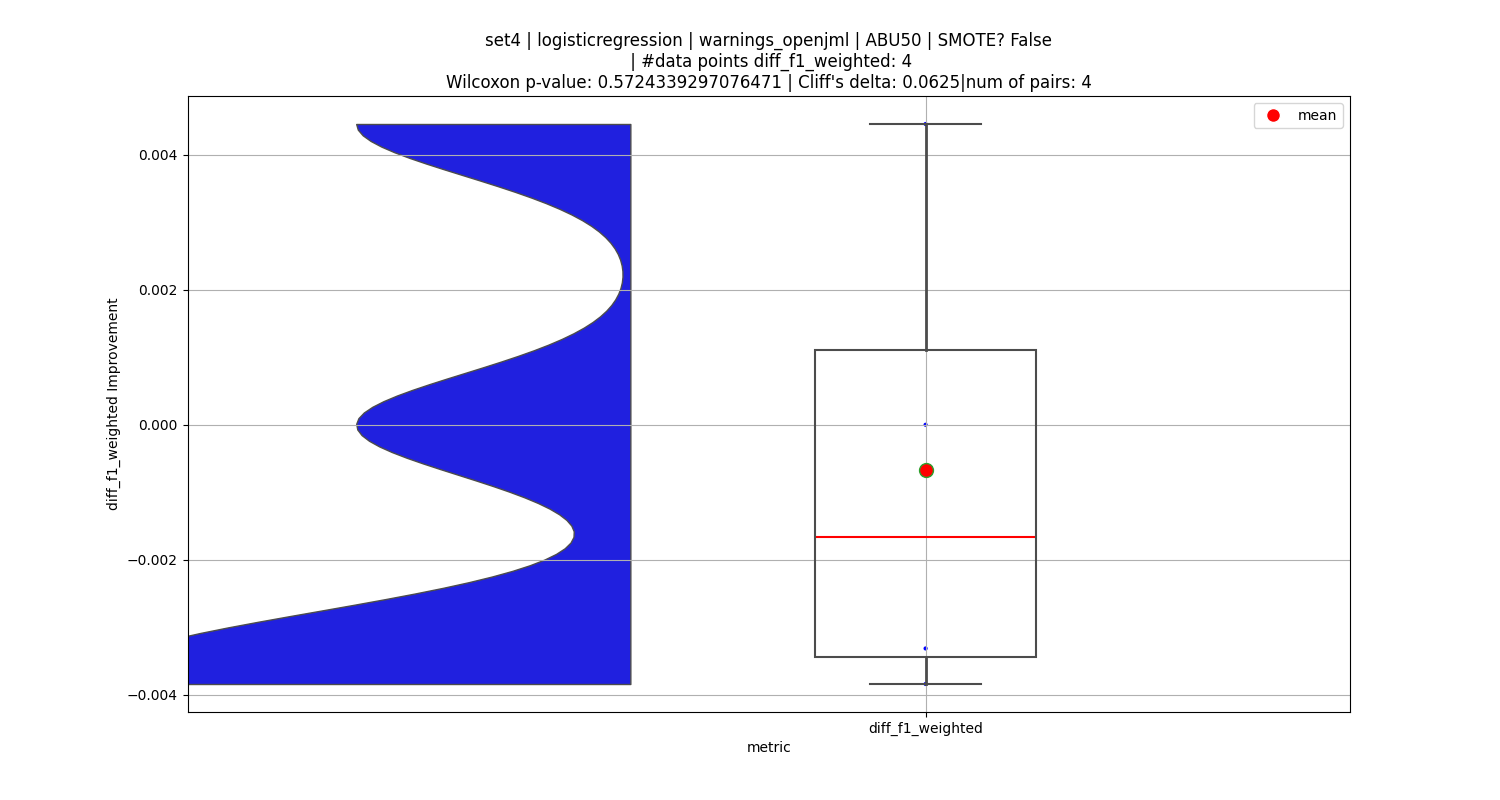 set4 | logisticregression | warnings_openjml | ABU50 | SMOTE? False
| #data points diff_f1_weighted: 4
Wilcoxon p-value: 0.5724339297076471 | Cliff's delta: 0.0625|num of pairs: 4
mean
0.004
0.002
0.000
−0.002
−0.004
diff_f1_weighted Improvement
diff_f1_weighted
metric